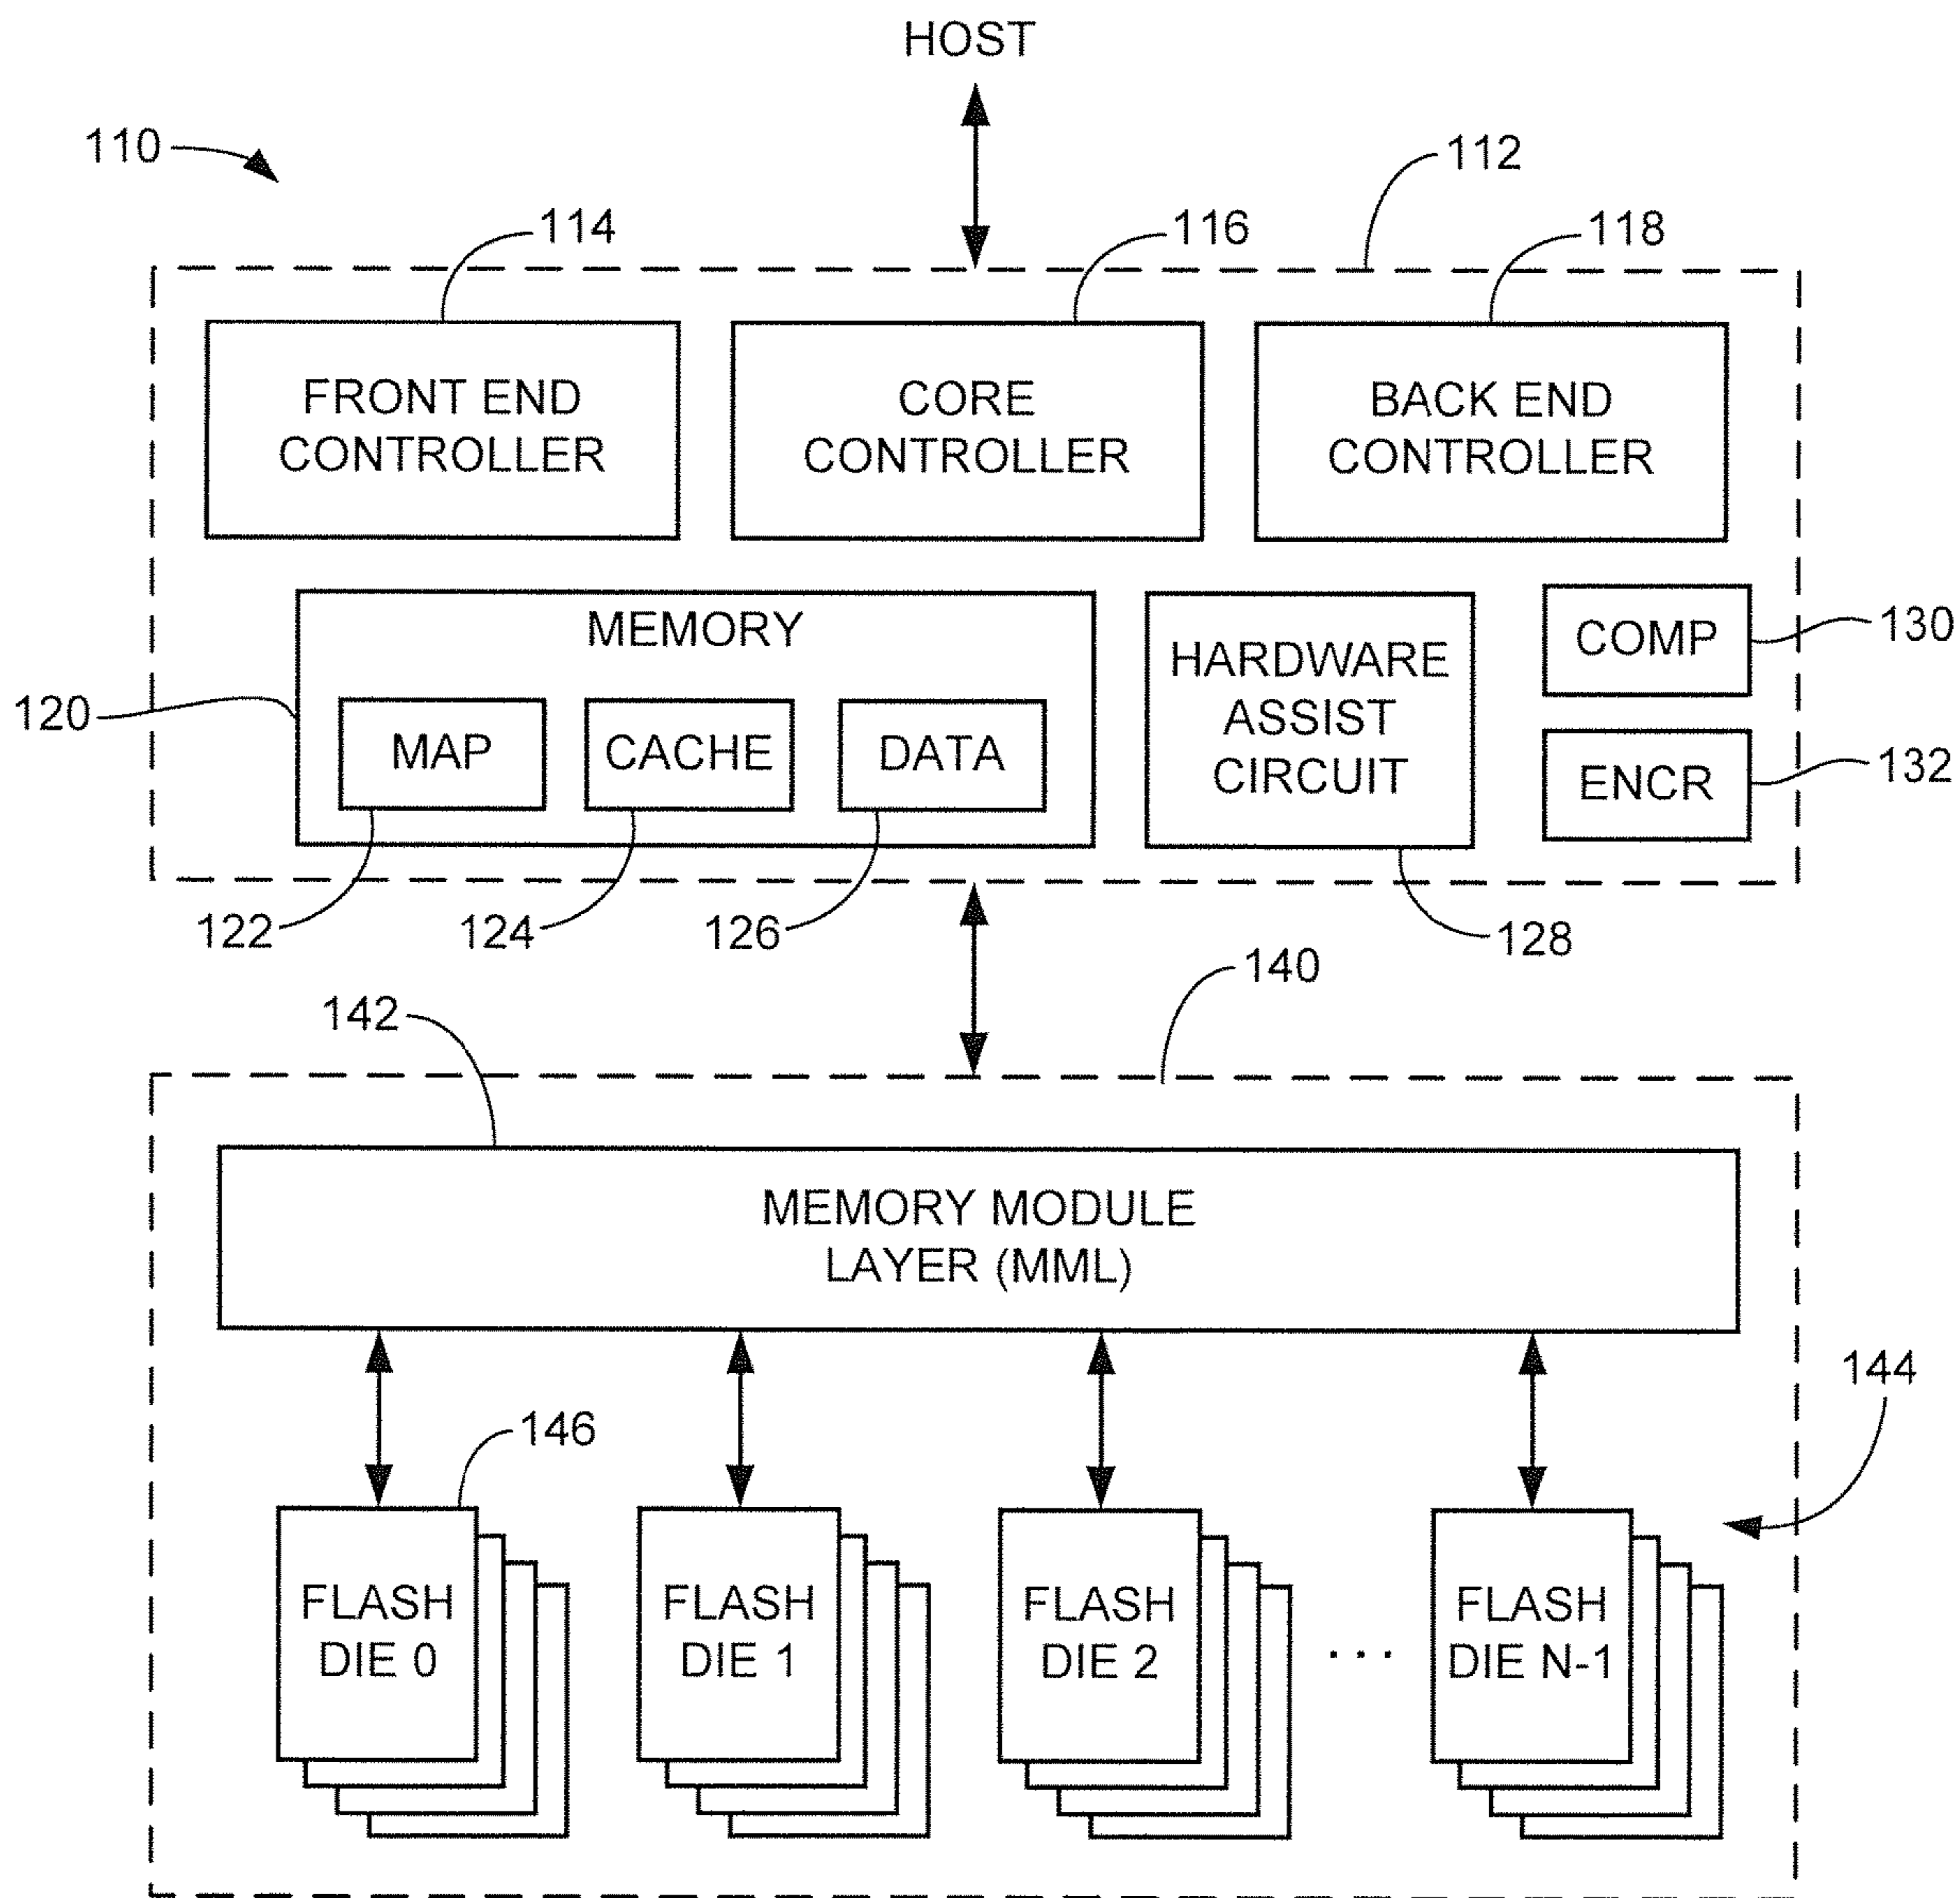 HOST
110
112
114
116
118
FRONT END
CONTROLLER
CORE
CONTROLLER
BACK END
CONTROLLER
MEMORY
HARDWARE
ASSIST
CIRCUIT
COMP
130
120
MAP
CACHE
DATA
ENCR
132
122
124
126
128
140
142
MEMORY MODULE
LAYER (MML)
144
146
FLASH
DIE 0
FLASH
DIE 1
FLASH
DIE 2
...
FLASH
DIE N-1